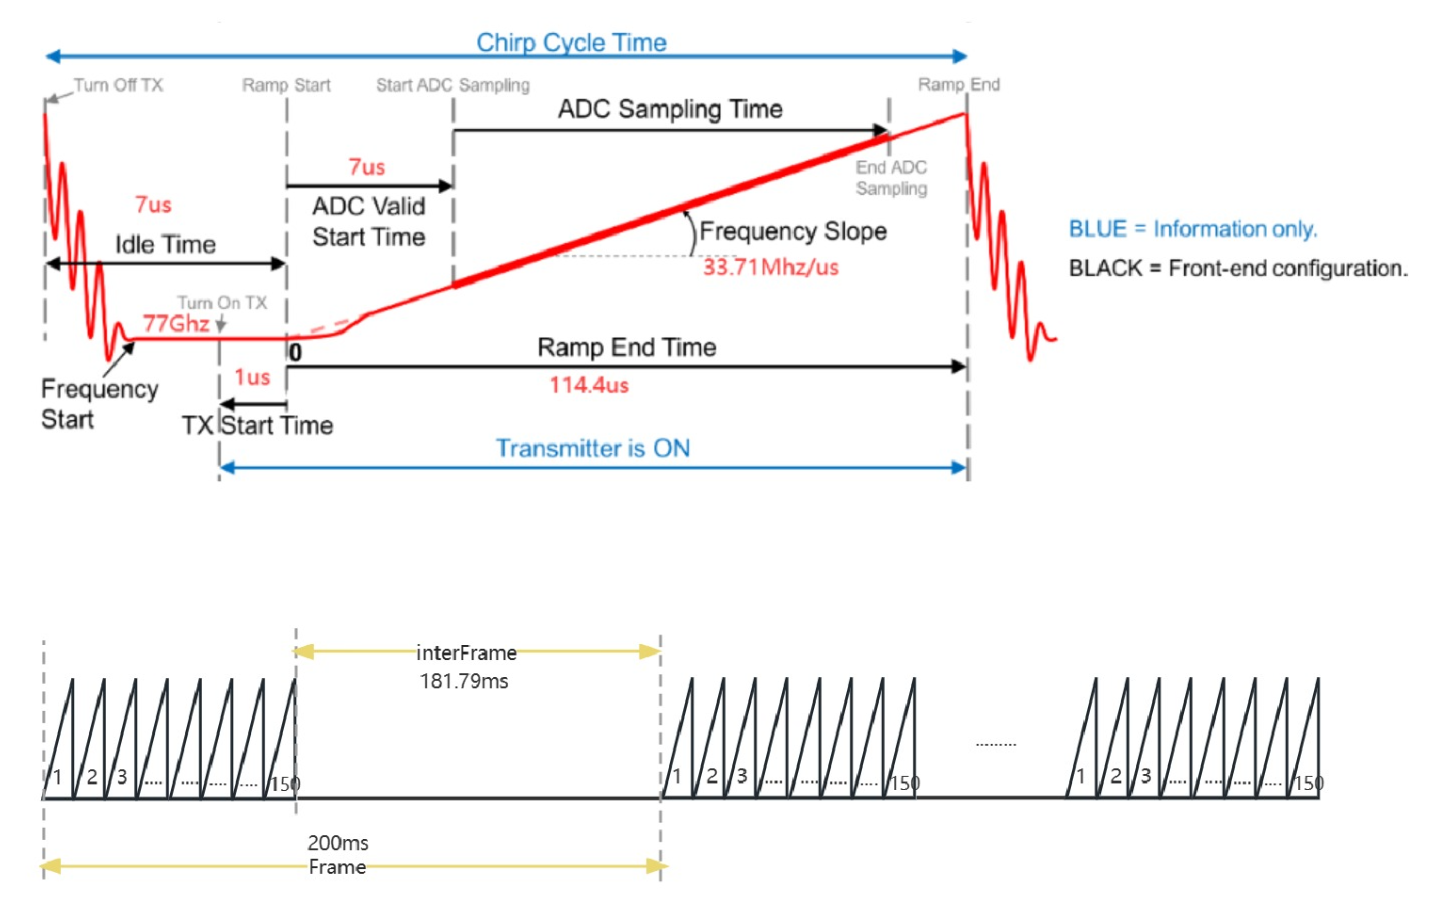 Chirp Cycle Time
Turn Off TX
Ramp Start
Start ADC Sampling
Ramp End
ADC Sampling Time
7us
End ADC
Sampling
7us
ADC Valid
Start Time
Idle Time
Frequency Slope
33.71Mhz/us
BLUE = Information only.
BLACK = Front-end configuration.
Turn On TX
77Ghz
0
Ramp End Time
114.4us
1us
Frequency
Start
TX Start Time
Transmitter is ON
interFrame
181.79ms
1 2 3 .... .... .... .... 150
1 2 3 .... .... .... .... 150
.........
1 2 3 .... .... .... .... 150
200ms
Frame